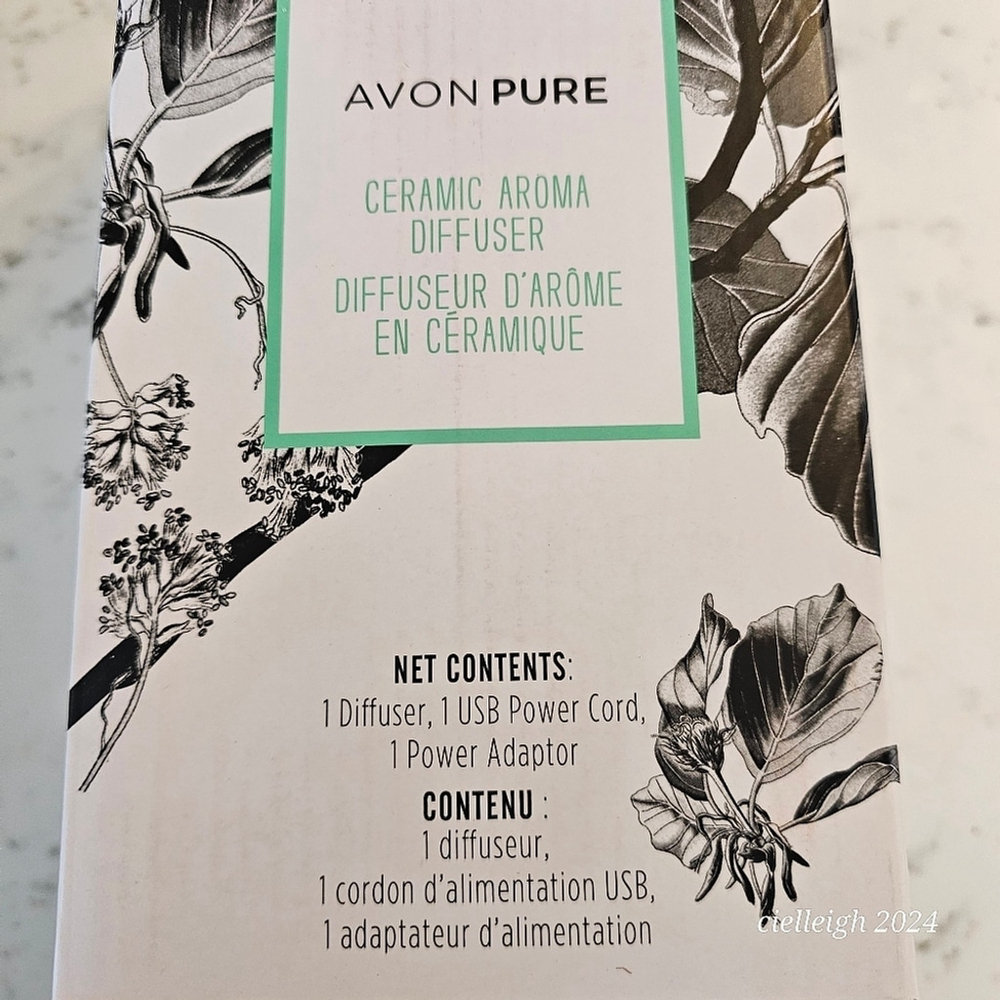 AVON PURE
CERAMIC AROMA
DIFFUSER
DIFFUSEUR D'ARÔME
EN CÉRAMIQUE
NET CONTENTS:
1 Diffuser, 1 USB Power Cord,
1 Power Adaptor
CONTENU :
1 diffuseur,
1 cordon d'alimentation USB,
1 adaptateur d'alimentation
cielleigh 2024